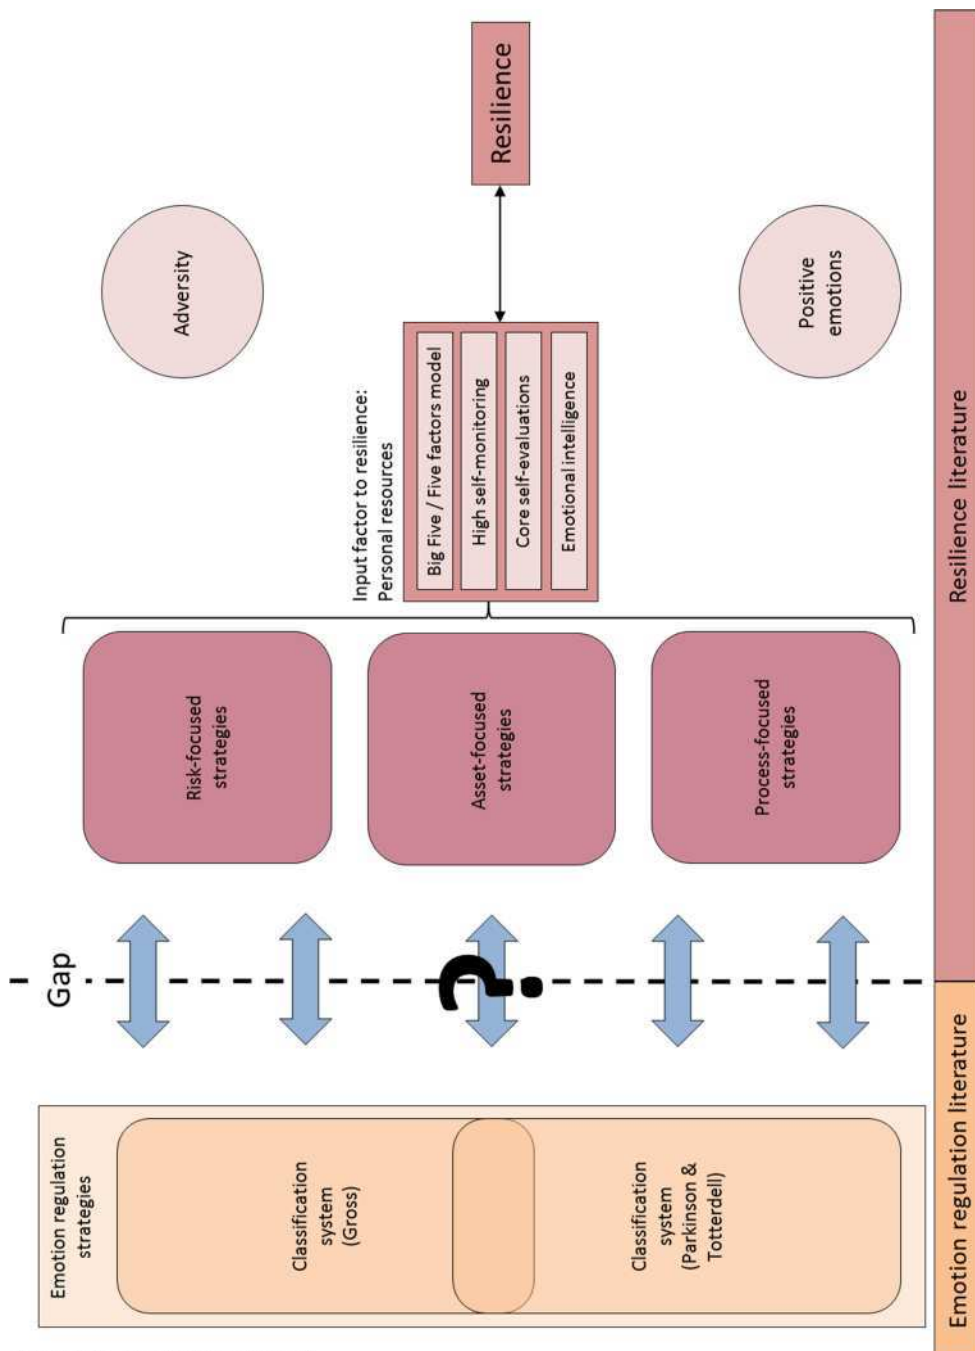 Emotion regulation
strategies
Classification
system
(Gross)
Classification
system
(Parkinson &
Totterdell)
Gap
?
Risk-focused
strategies
Asset-focused
strategies
Process-focused
strategies
Input factor to resilience:
Personal resources
Big Five / Five factors model
High self-monitoring
Core self-evaluations
Emotional intelligence
Adversity
Positive
emotions
Resilience
Emotion regulation literature
Resilience literature